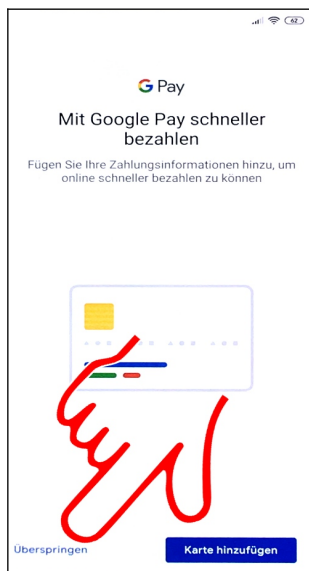 62
G Pay
Mit Google Pay schneller
bezahlen
Fügen Sie Ihre Zahlungsinformationen hinzu, um
online schneller bezahlen zu können
Überspringen
Karte hinzufügen